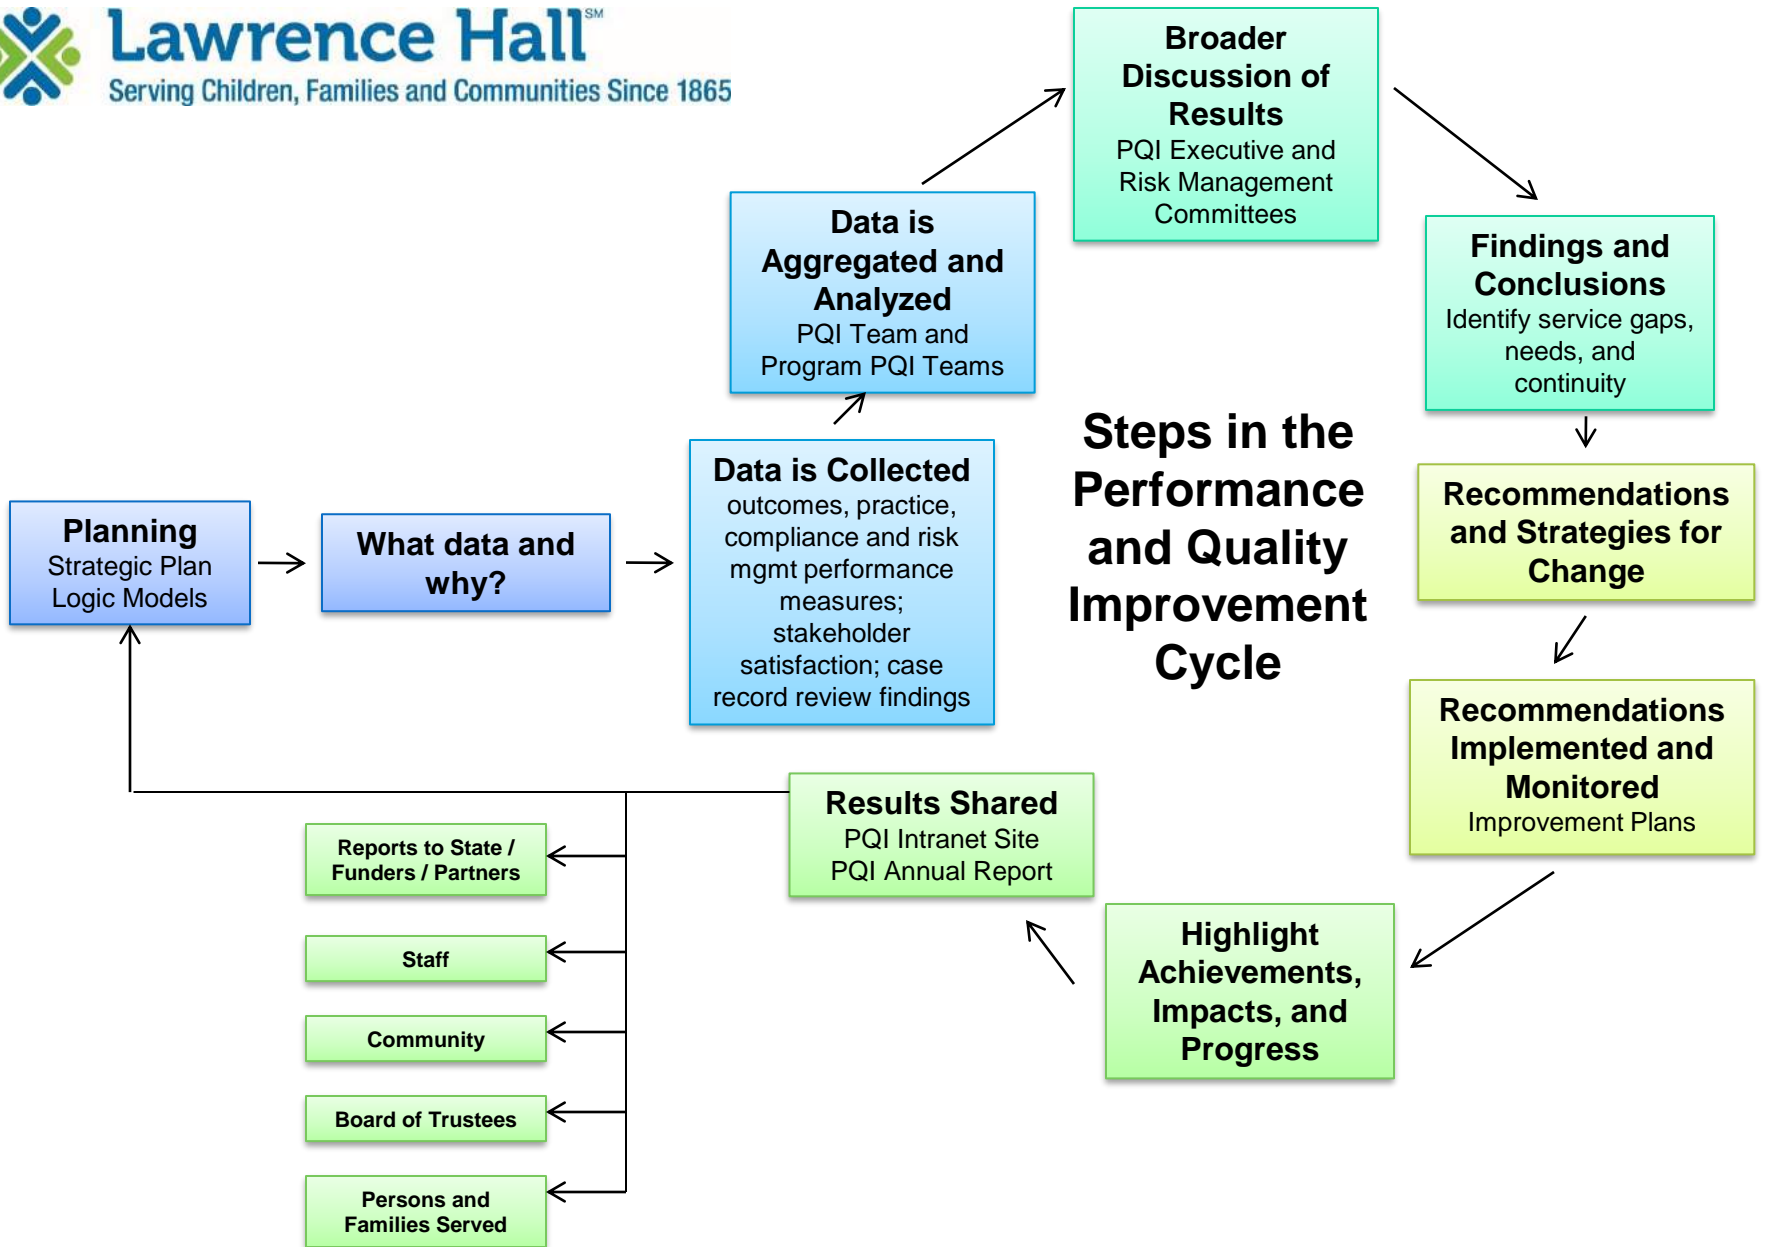 Lawrence Hall℠
Serving Children, Families and Communities Since 1865
Planning
Strategic Plan
Logic Models
What data and
why?
Data is Collected
outcomes, practice,
compliance and risk
mgmt performance
measures;
stakeholder
satisfaction; case
record review findings
Data is
Aggregated and
Analyzed
PQI Team and
Program PQI Teams
Broader
Discussion of
Results
PQI Executive and
Risk Management
Committees
Findings and
Conclusions
Identify service gaps,
needs, and
continuity
Recommendations
and Strategies for
Change
Recommendations
Implemented and
Monitored
Improvement Plans
Highlight
Achievements,
Impacts, and
Progress
Results Shared
PQI Intranet Site
PQI Annual Report
Reports to State /
Funders / Partners
Staff
Community
Board of Trustees
Persons and
Families Served
Steps in the
Performance
and Quality
Improvement
Cycle